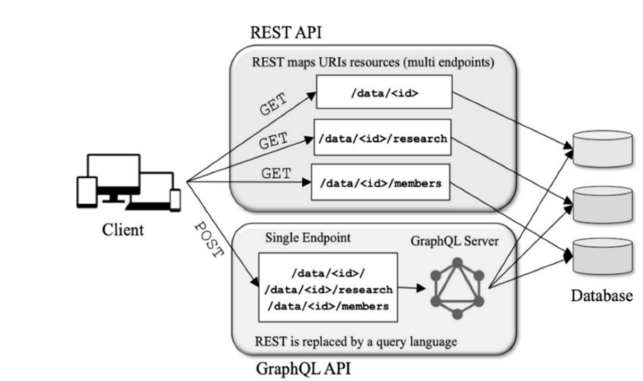 REST API
REST maps URIs resources (multi endpoints)
GET
/data/<id>
GET
/data/<id>/research
GET
/data/<id>/members
Client
POST
Single Endpoint
GraphQL Server
/data/<id>/
/data/<id>/research
/data/<id>/members
Database
REST is replaced by a query language
GraphQL API